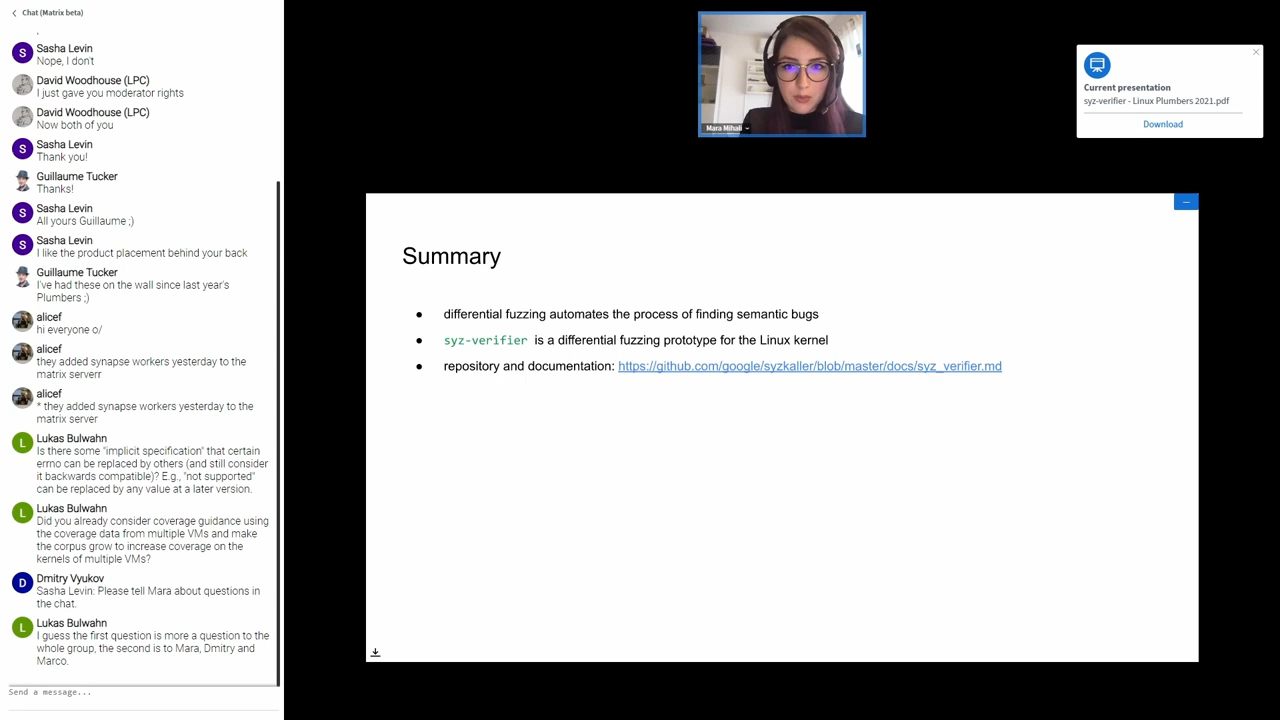 Chat (Matrix beta)
.
Sasha Levin
Nope, I don't
David Woodhouse (LPC)
I just gave you moderator rights
David Woodhouse (LPC)
Now both of you
S Sasha Levin
Thank you!
Guillaume Tucker
Thanks!
S Sasha Levin
All yours Guillaume ;)
S Sasha Levin
I like the product placement behind your back
Guillaume Tucker
I've had these on the wall since last year's
Plumbers ;)
alicef
hi everyone o/
alicef
they added synapse workers yesterday to the
matrix serverr
alicef
* they added synapse workers yesterday to the
matrix server
L Lukas Bulwahn
Is there some "implicit specification" that certain
errno can be replaced by others (and still consider
it backwards compatible)? E.g., "not supported"
can be replaced by any value at a later version.
L Lukas Bulwahn
Did you already consider coverage guidance using
the coverage data from multiple VMs and make
the corpus grow to increase coverage on the
kernels of multiple VMs?
D Dmitry Vyukov
Sasha Levin: Please tell Mara about questions in
the chat.
L Lukas Bulwahn
I guess the first question is more a question to the
whole group, the second is to Mara, Dmitry and
Marco.
Send a message...
Mara Mihali
Current presentation
syz-verifier - Linux Plumbers 2021.pdf
Download
Summary
● differential fuzzing automates the process of finding semantic bugs
● syz-verifier is a differential fuzzing prototype for the Linux kernel
● repository and documentation: https://github.com/google/syzkaller/blob/master/docs/syz_verifier.md